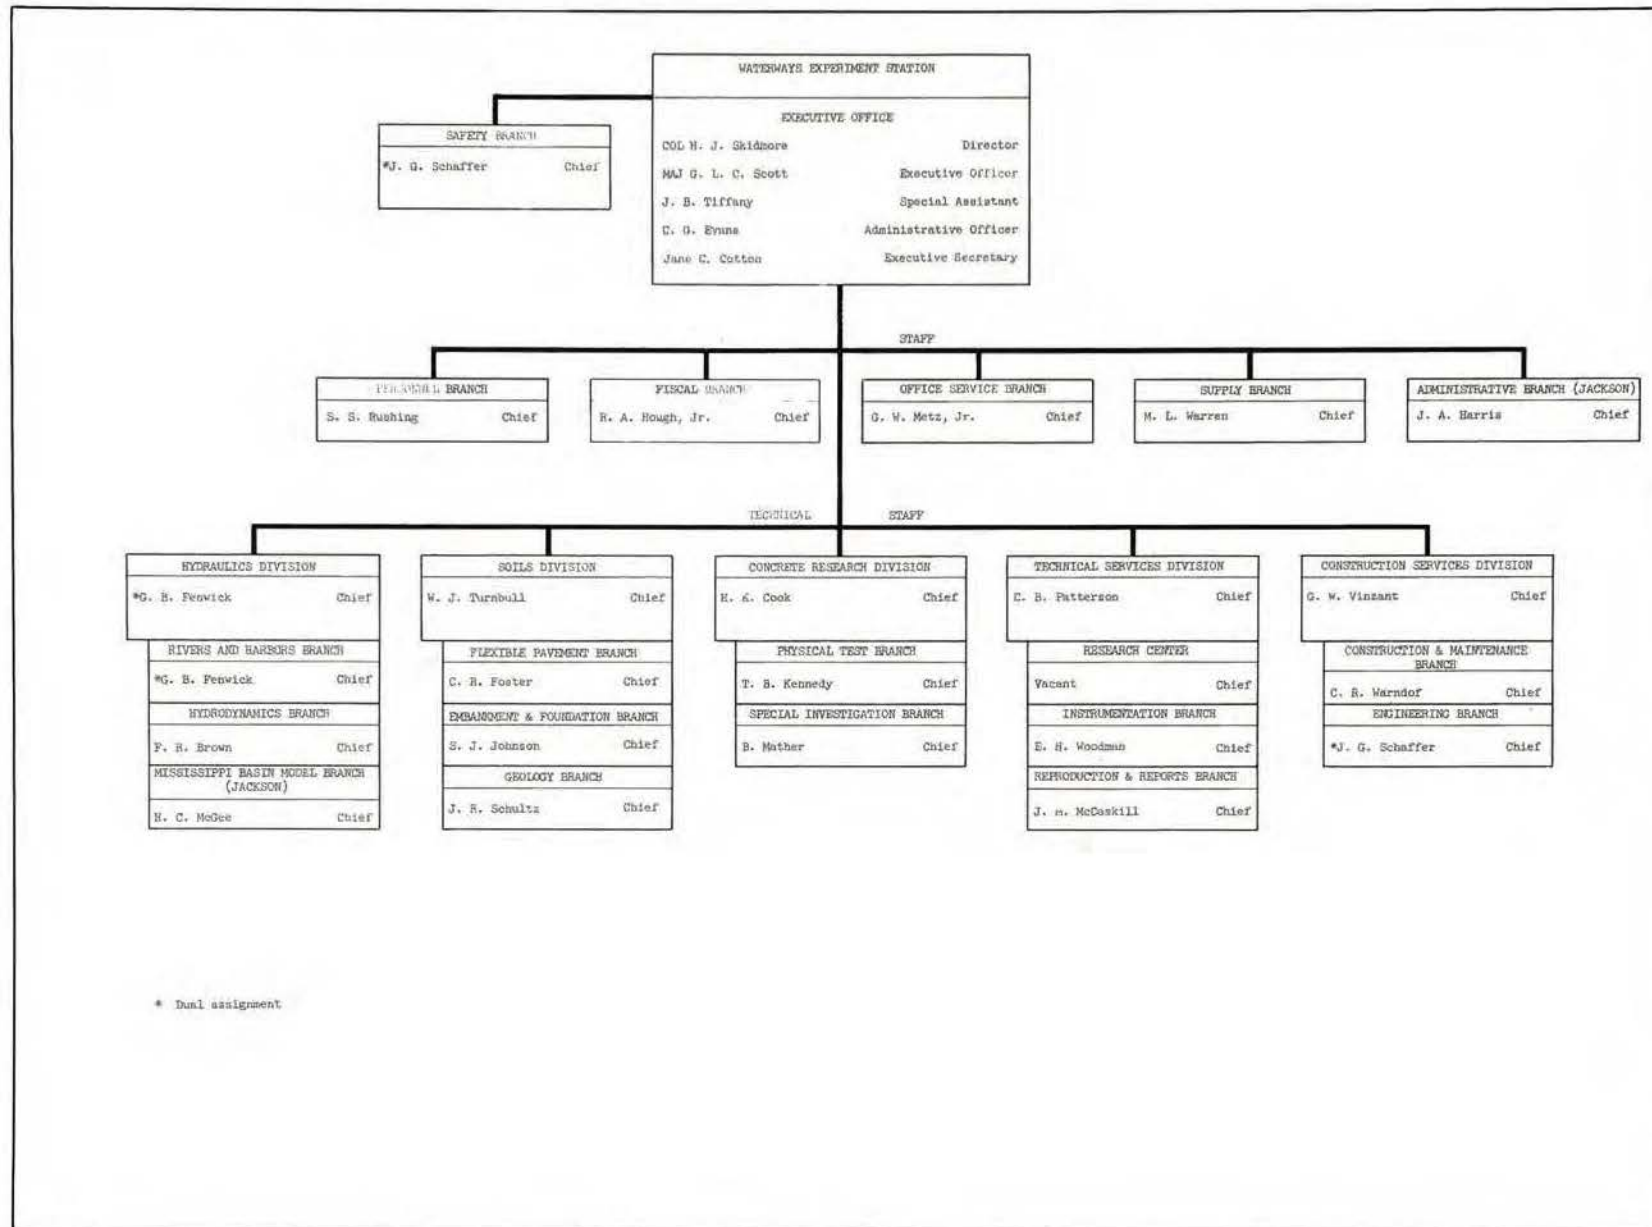 WATERWAYS EXPERIMENT STATION
EXECUTIVE OFFICE
COL H. J. Skidmore Director
MAJ G. L. C. Scott Executive Officer
J. B. Tiffany Special Assistant
C. G. Evans Administrative Officer
Jane C. Cotton Executive Secretary
SAFETY BRANCH
*J. G. Schaffer Chief
STAFF
PERSONNEL BRANCH
S. S. Rushing Chief
FISCAL BRANCH
R. A. Hough, Jr. Chief
OFFICE SERVICE BRANCH
G. W. Metz, Jr. Chief
SUPPLY BRANCH
M. L. Warren Chief
ADMINISTRATIVE BRANCH (JACKSON)
J. A. Harris Chief
TECHNICAL STAFF
HYDRAULICS DIVISION
*G. B. Fenwick Chief
RIVERS AND HARBORS BRANCH
*G. B. Fenwick Chief
HYDRODYNAMICS BRANCH
F. R. Brown Chief
MISSISSIPPI BASIN MODEL BRANCH
(JACKSON)
H. C. McGee Chief
SOILS DIVISION
W. J. Turnbull Chief
FLEXIBLE PAVEMENT BRANCH
C. R. Foster Chief
EMBANKMENT & FOUNDATION BRANCH
S. J. Johnson Chief
GEOLOGY BRANCH
J. R. Schultz Chief
CONCRETE RESEARCH DIVISION
H. K. Cook Chief
PHYSICAL TEST BRANCH
T. B. Kennedy Chief
SPECIAL INVESTIGATION BRANCH
B. Mather Chief
TECHNICAL SERVICES DIVISION
C. B. Patterson Chief
RESEARCH CENTER
Vacant Chief
INSTRUMENTATION BRANCH
E. H. Woodman Chief
REPRODUCTION & REPORTS BRANCH
J. M. McCaskill Chief
CONSTRUCTION SERVICES DIVISION
G. W. Vinzant Chief
CONSTRUCTION & MAINTENANCE
BRANCH
C. R. Warndof Chief
ENGINEERING BRANCH
*J. G. Schaffer Chief
* Dual assignment